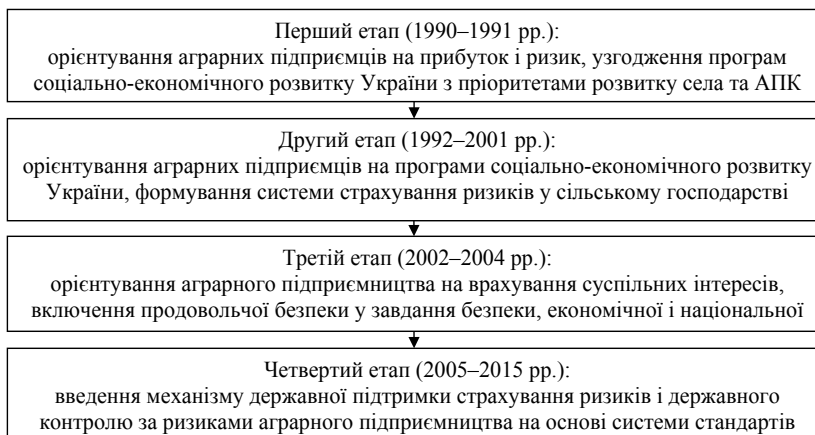 Перший етап (1990–1991 рр.):
орієнтування аграрних підприємців на прибуток і ризик, узгодження програм
соціально-економічного розвитку України з пріоритетами розвитку села та АПК
Другий етап (1992–2001 рр.):
орієнтування аграрних підприємців на програми соціально-економічного розвитку
України, формування системи страхування ризиків у сільському господарстві
Третій етап (2002–2004 рр.):
орієнтування аграрного підприємництва на врахування суспільних інтересів,
включення продовольчої безпеки у завдання безпеки, економічної і національної
Четвертий етап (2005–2015 рр.):
введення механізму державної підтримки страхування ризиків і державного
контролю за ризиками аграрного підприємництва на основі системи стандартів